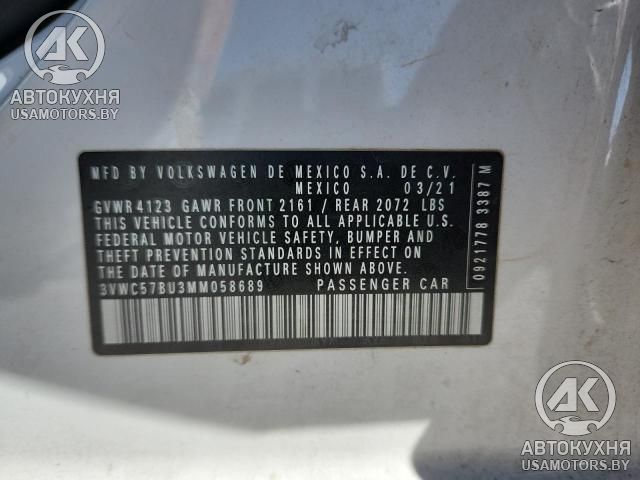 АК
АВТОКУХНЯ
USAMOTORS.BY
MFD BY VOLKSWAGEN DE MEXICO S.A. DE C.V.
MEXICO 03/21
GVWR 4123 GAWR FRONT 2161 / REAR 2072 LBS
THIS VEHICLE CONFORMS TO ALL APPLICABLE U.S.
FEDERAL MOTOR VEHICLE SAFETY, BUMPER AND
THEFT PREVENTION STANDARDS IN EFFECT ON
THE DATE OF MANUFACTURE SHOWN ABOVE
3VWC57BU3MM058689 PASSENGER CAR
0921778 3387 M
АК
АВТОКУХНЯ
USAMOTORS.BY